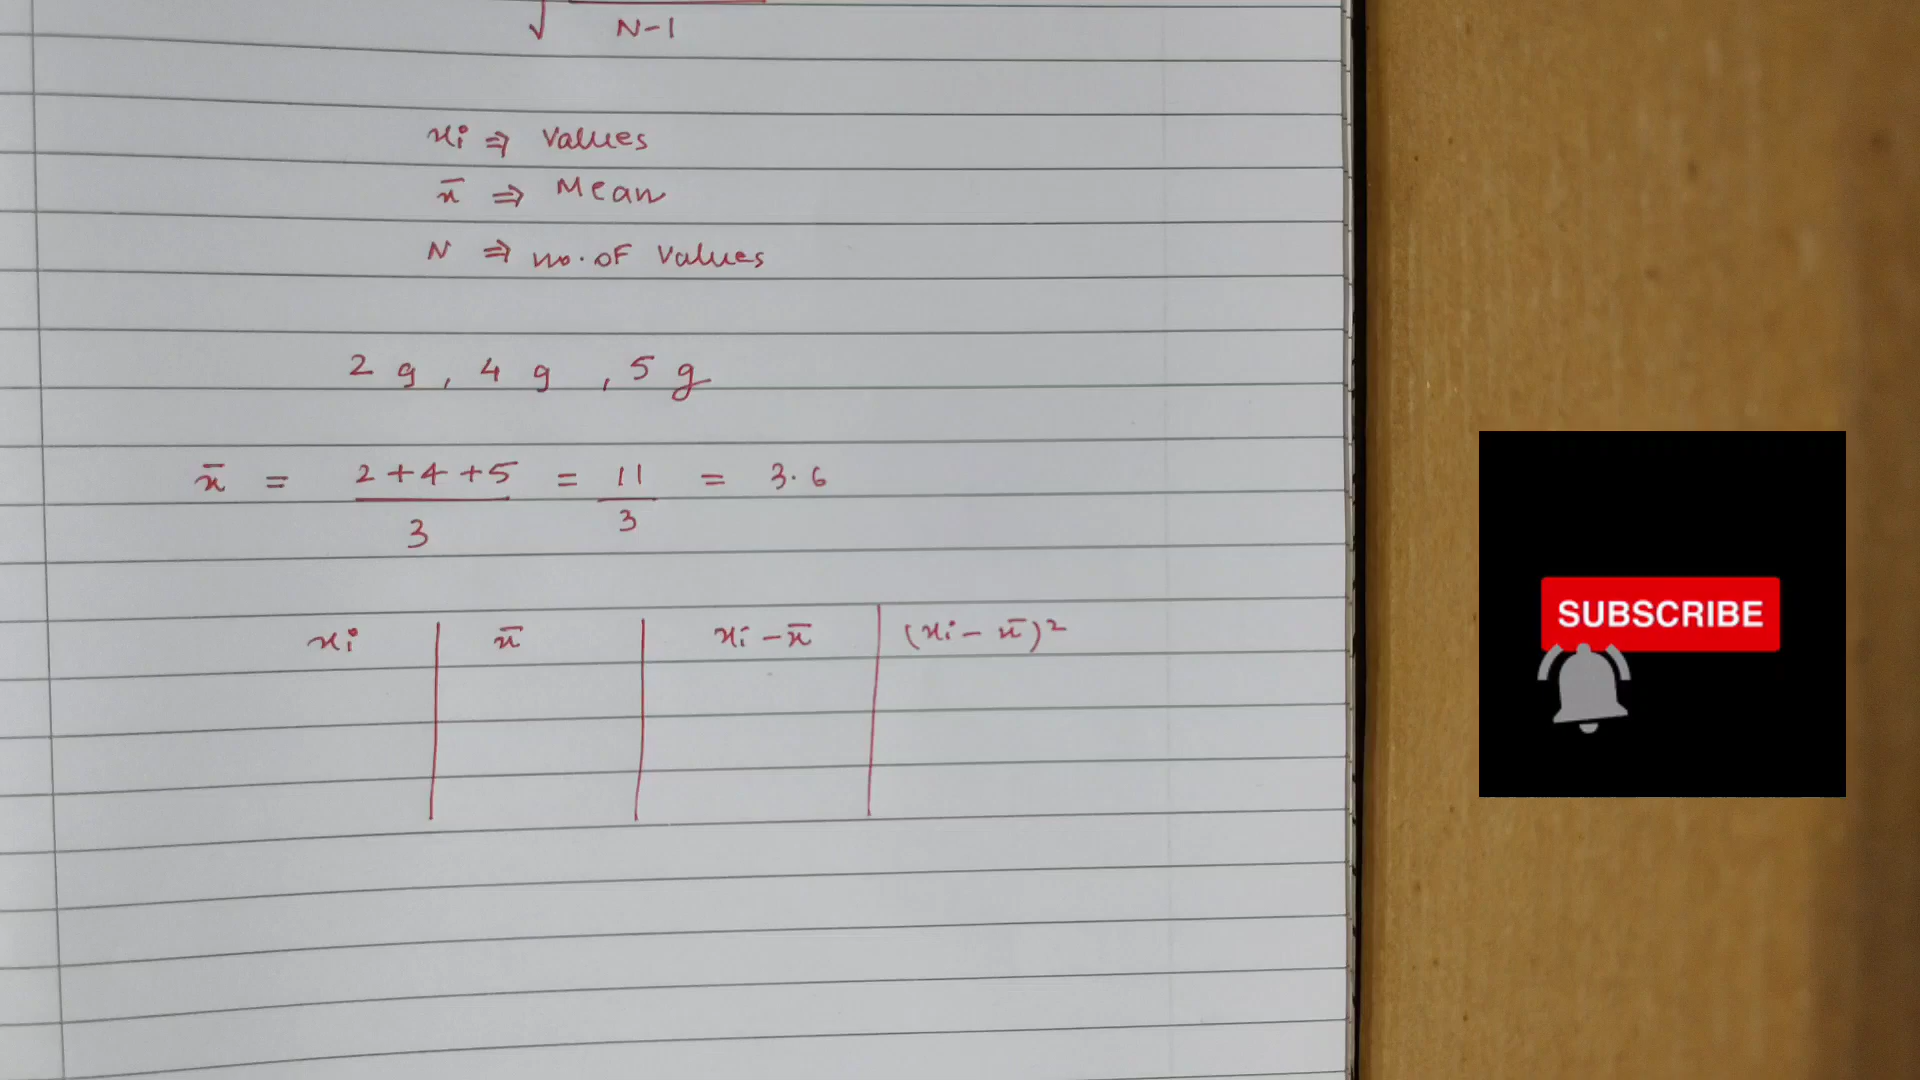 √ N-1
xi ⇒ Values
x̄ ⇒ Mean
N ⇒ no. of Values
2 g , 4 g , 5 g
x̄ = 2+4+5 / 3 = 11 / 3 = 3.6
xi | x̄ | xi - x̄ | (xi - x̄)²
SUBSCRIBE